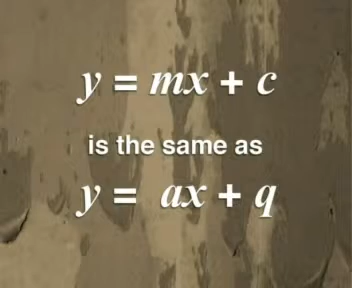 y = mx + c
is the same as
y = ax + q